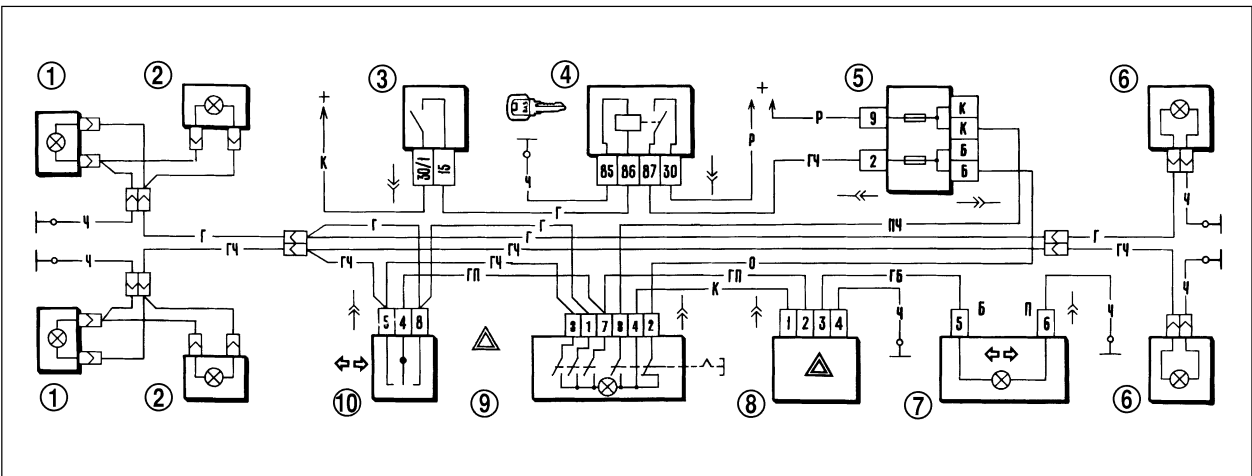 1 2 3 4 5 6
+ + +
К Р Р
30/1 15
85 86 87 30
9 2
К
К
Б
Б
Ч
ГЧ
Г
Ч
Г
Г
Г
ПЧ
Г
Ч
Ч
ГЧ
ГЧ
ГЧ
ГЧ
ГП
ГЧ
О
ГП
К
ГБ
Ч
Б
П
Ч
Ч
5 4 8
3 1 7 8 4 2
1 2 3 4
5 6
1 2 10 9 8 7 6